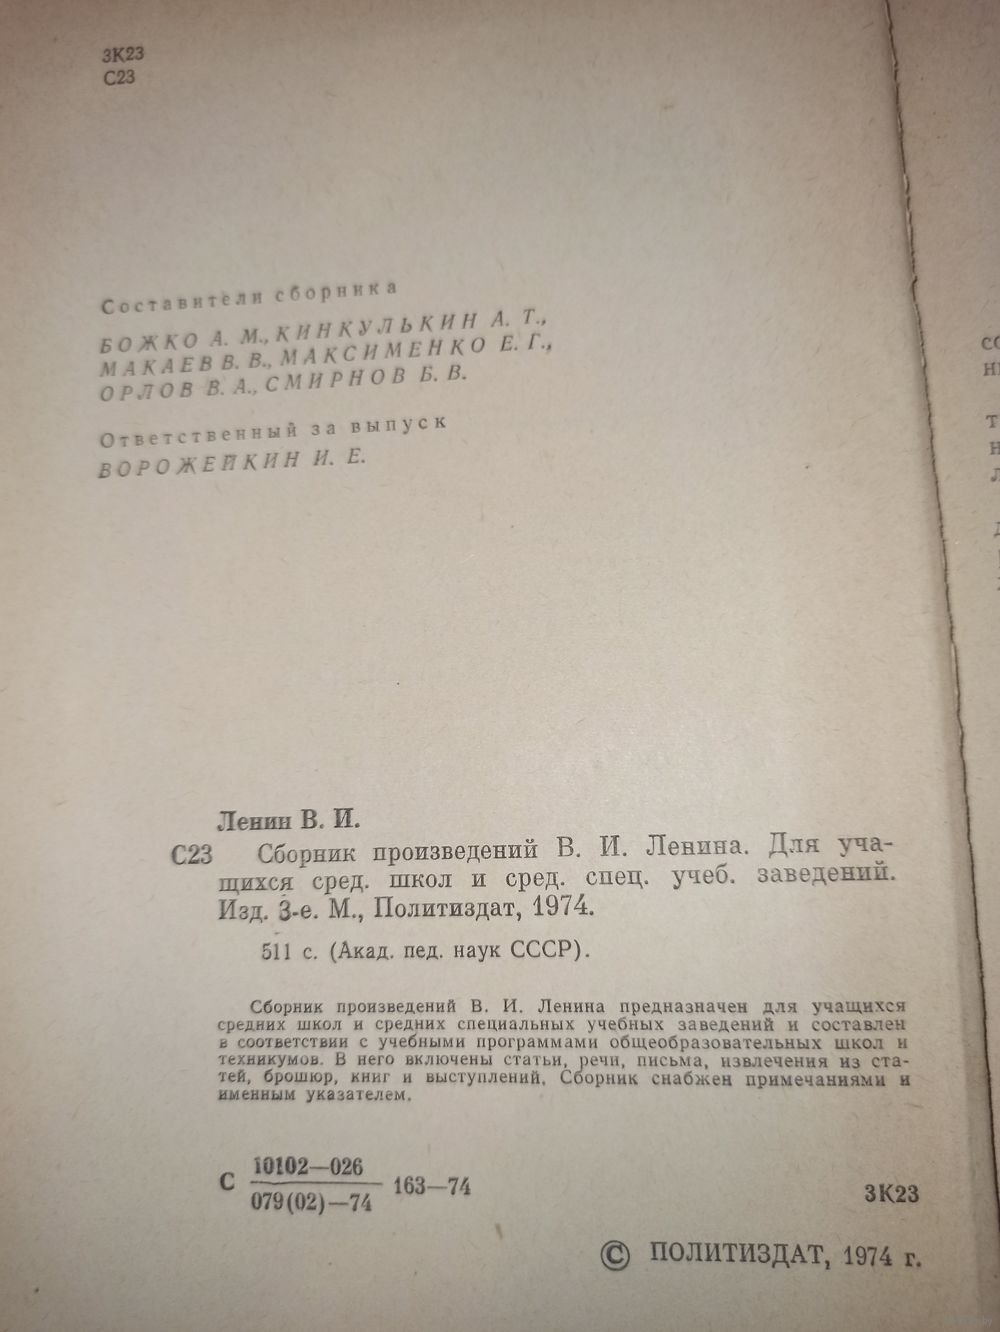 3К23
С23
Составители сборника
БОЖКО А. М., КИНКУЛЬКИН А. Т.,
МАКАЕВ В. В., МАКСИМЕНКО Е. Г.,
ОРЛОВ В. А., СМИРНОВ Б. В.
Ответственный за выпуск
ВОРОЖЕЙКИН И. Е.
Ленин В. И.
С23 Сборник произведений В. И. Ленина. Для уча-
щихся сред. школ и сред. спец. учеб. заведений.
Изд. 3-е. М., Политиздат, 1974.
511 с. (Акад. пед. наук СССР).
Сборник произведений В. И. Ленина предназначен для учащихся
средних школ и средних специальных учебных заведений и составлен
в соответствии с учебными программами общеобразовательных школ и
техникумов. В него включены статьи, речи, письма, извлечения из ста-
тей, брошюр, книг и выступлений. Сборник снабжен примечаниями и
именным указателем.
С 10102—026
079(02)—74 163—74
3К23
© ПОЛИТИЗДАТ, 1974 г.